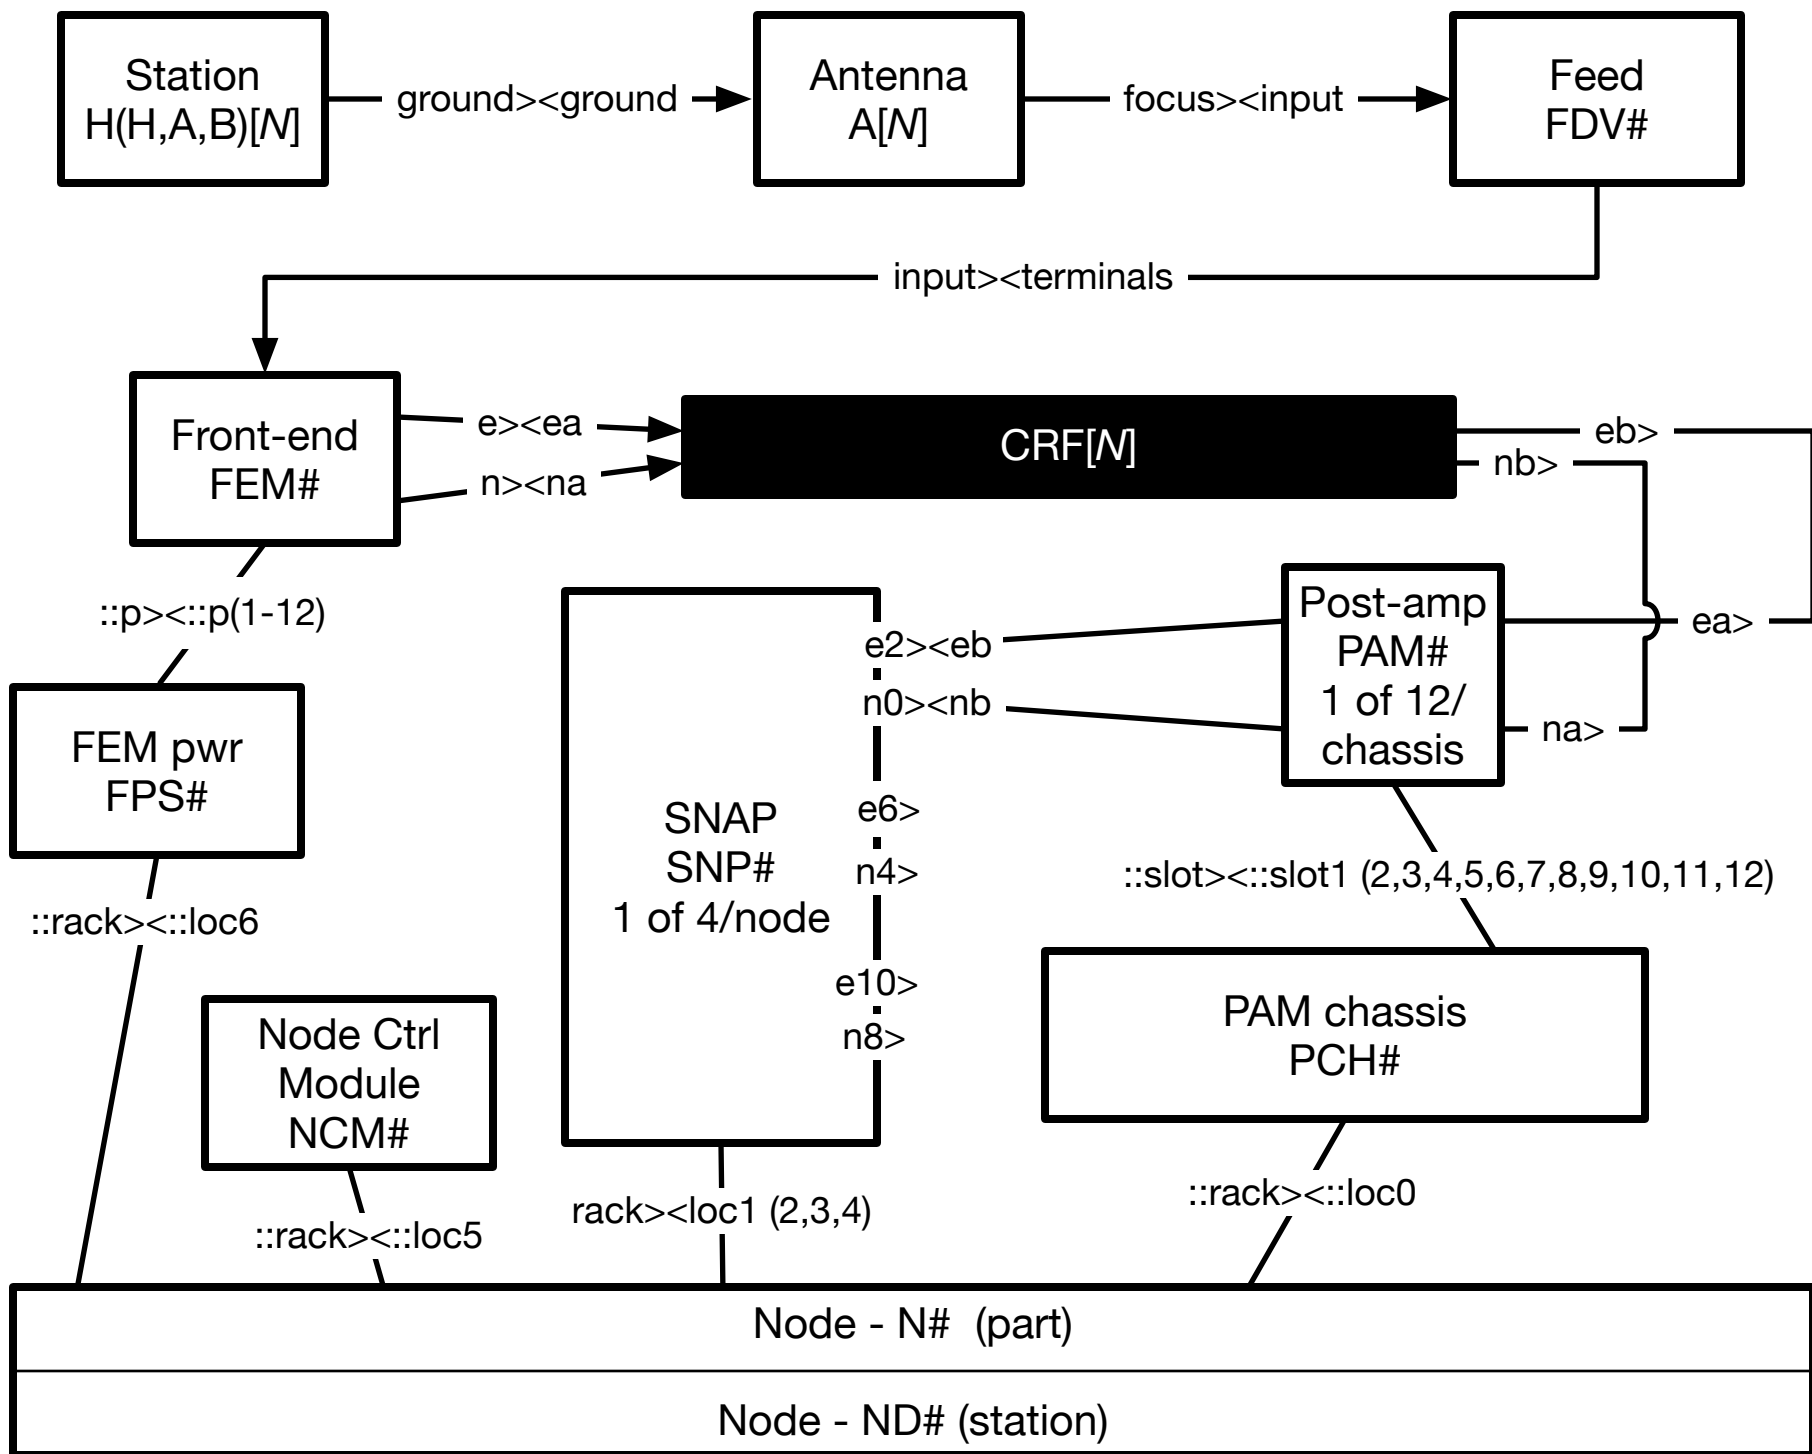 Station
H(H,A,B)[N]
ground><ground
Antenna
A[N]
focus><input
Feed
FDV#
input><terminals
Front-end
FEM#
e><ea
n><na
CRF[N]
eb>
nb>
::p><::p(1-12)
e2><eb
n0><nb
Post-amp
PAM#
1 of 12/
chassis
ea>
na>
FEM pwr
FPS#
SNAP
SNP#
1 of 4/node
e6>
n4>
e10>
n8>
::slot><::slot1 (2,3,4,5,6,7,8,9,10,11,12)
::rack><::loc6
Node Ctrl
Module
NCM#
PAM chassis
PCH#
::rack><::loc5
rack><loc1 (2,3,4)
::rack><::loc0
Node - N# (part)
Node - ND# (station)